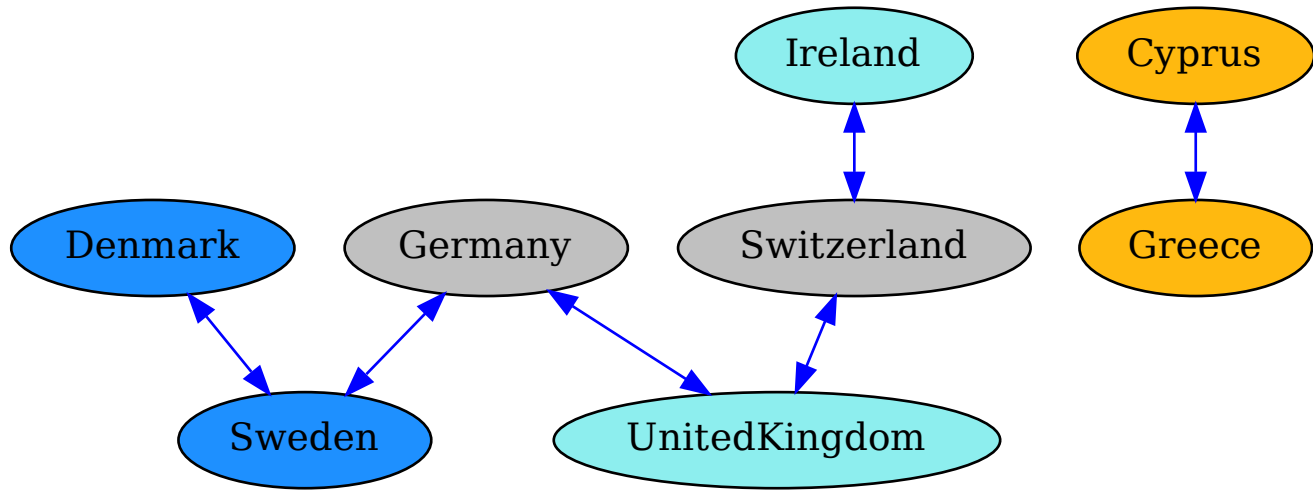 Ireland
Cyprus
Denmark
Germany
Switzerland
Greece
Sweden
UnitedKingdom